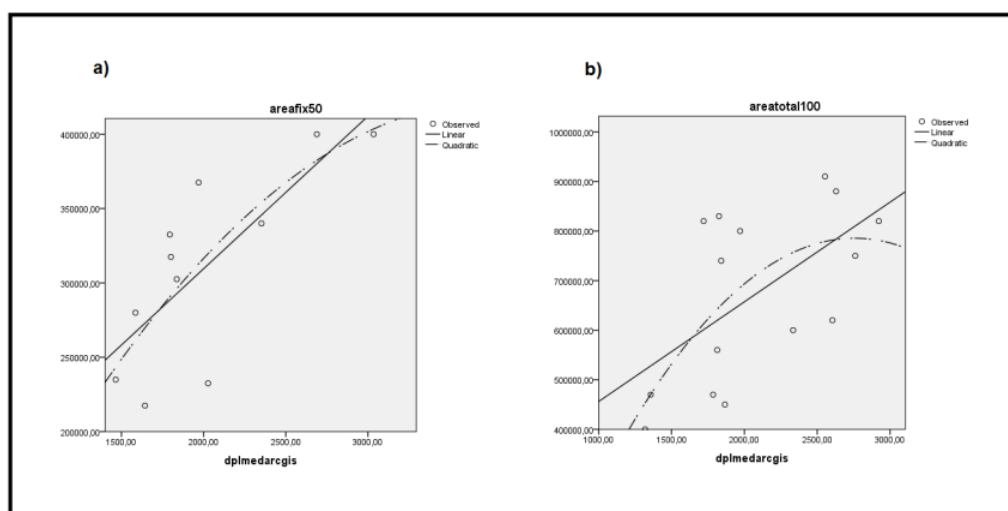 a)
areafix50
Observed
Linear
Quadratic
400000,00
350000,00
300000,00
250000,00
200000,00
1500,00 2000,00 2500,00 3000,00
dplmedarcgis
b)
areatotal100
Observed
Linear
Quadratic
1000000,00
900000,00
800000,00
700000,00
600000,00
500000,00
400000,00
1000,00 1500,00 2000,00 2500,00 3000,00
dplmedarcgis